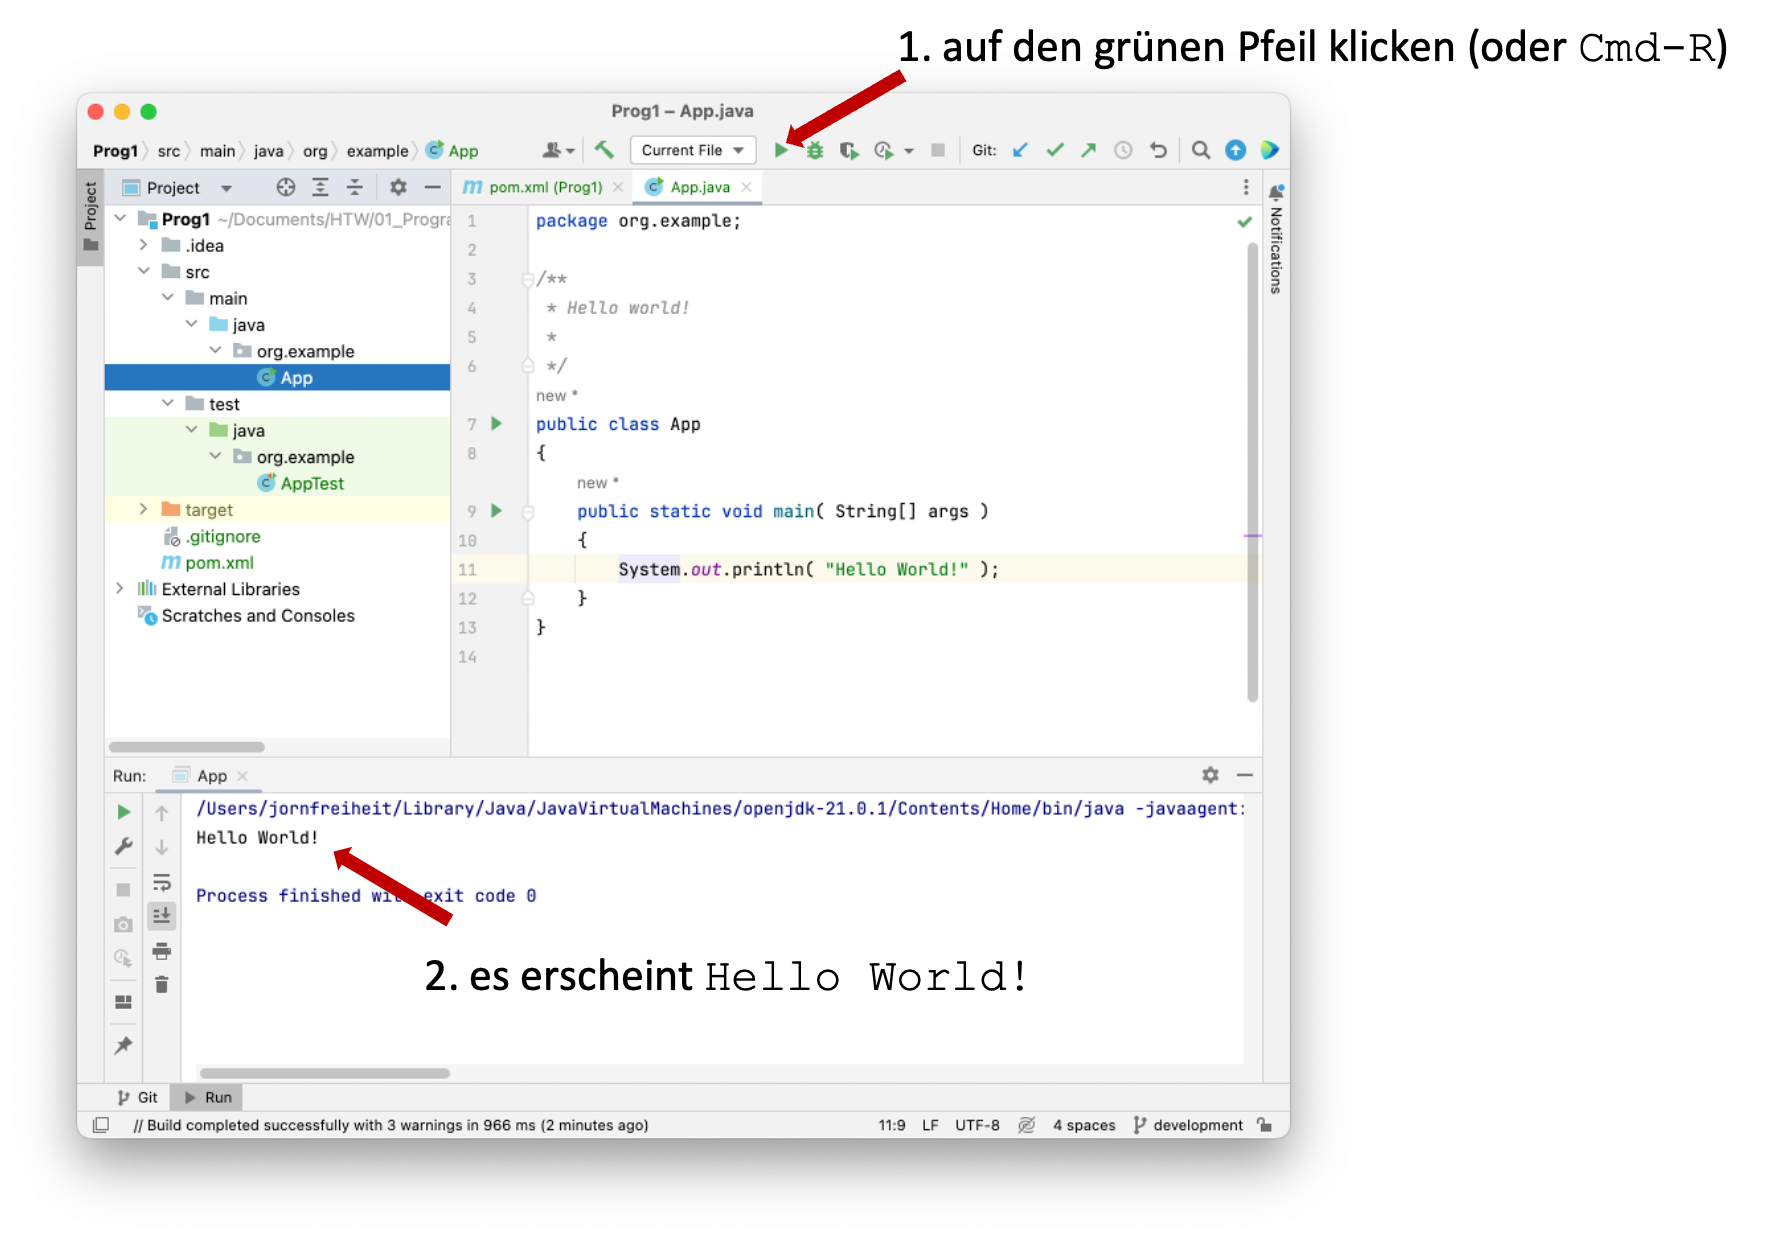 1. auf den grünen Pfeil klicken (oder Cmd-R)
Prog1 – App.java
Prog1 src main java org example App
Current File
Git:
Project
Project
pom.xml (Prog1)
App.java
Notifications
Prog1 ~/Documents/HTW/01_Progra
.idea
src
main
java
org.example
App
test
java
org.example
AppTest
target
.gitignore
pom.xml
External Libraries
Scratches and Consoles
1 package org.example;
2
3 /**
4 * Hello world!
5 *
6 */
new *
7 public class App
8 {
new *
9 public static void main( String[] args )
10 {
11 System.out.println( "Hello World!" );
12 }
13 }
14
Run: App
/Users/jornfreiheit/Library/Java/JavaVirtualMachines/openjdk-21.0.1/Contents/Home/bin/java -javaagent:
Hello World!
Process finished exit code 0
2. es erscheint Hello World!
Git Run
// Build completed successfully with 3 warnings in 966 ms (2 minutes ago)
11:9 LF UTF-8 4 spaces development